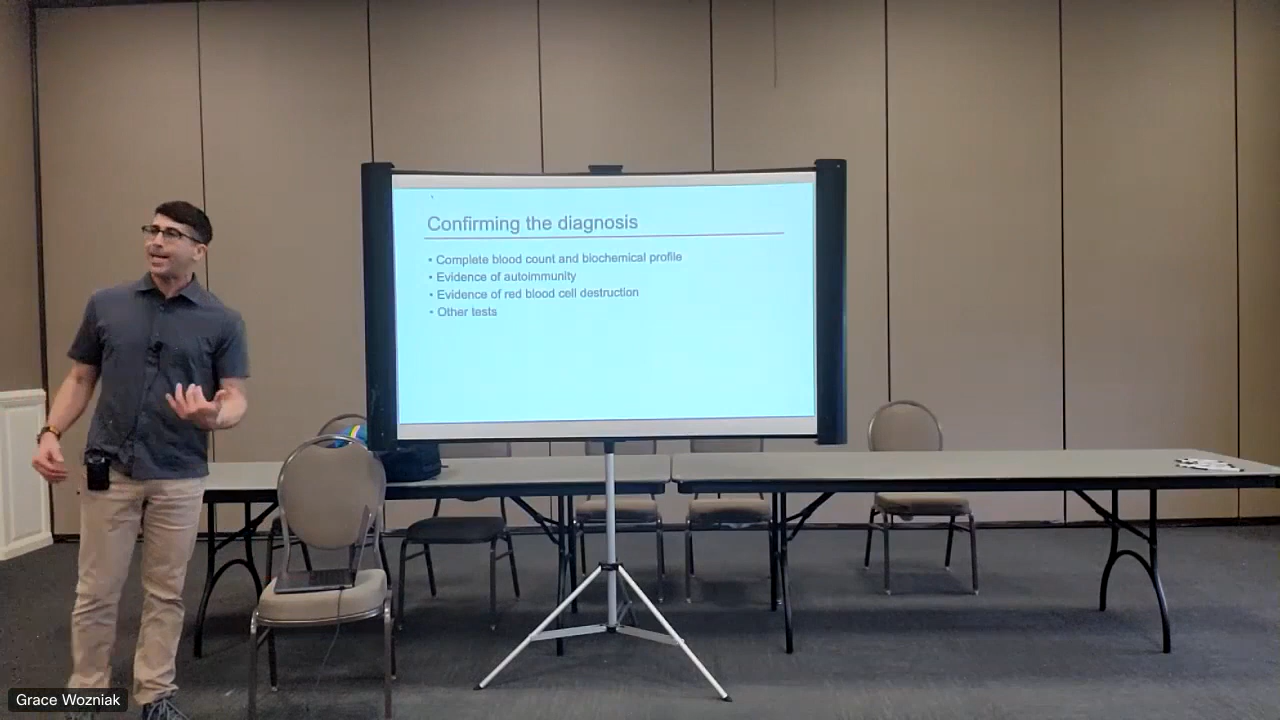 Confirming the diagnosis
• Complete blood count and biochemical profile
• Evidence of autoimmunity
• Evidence of red blood cell destruction
• Other tests
Grace Wozniak